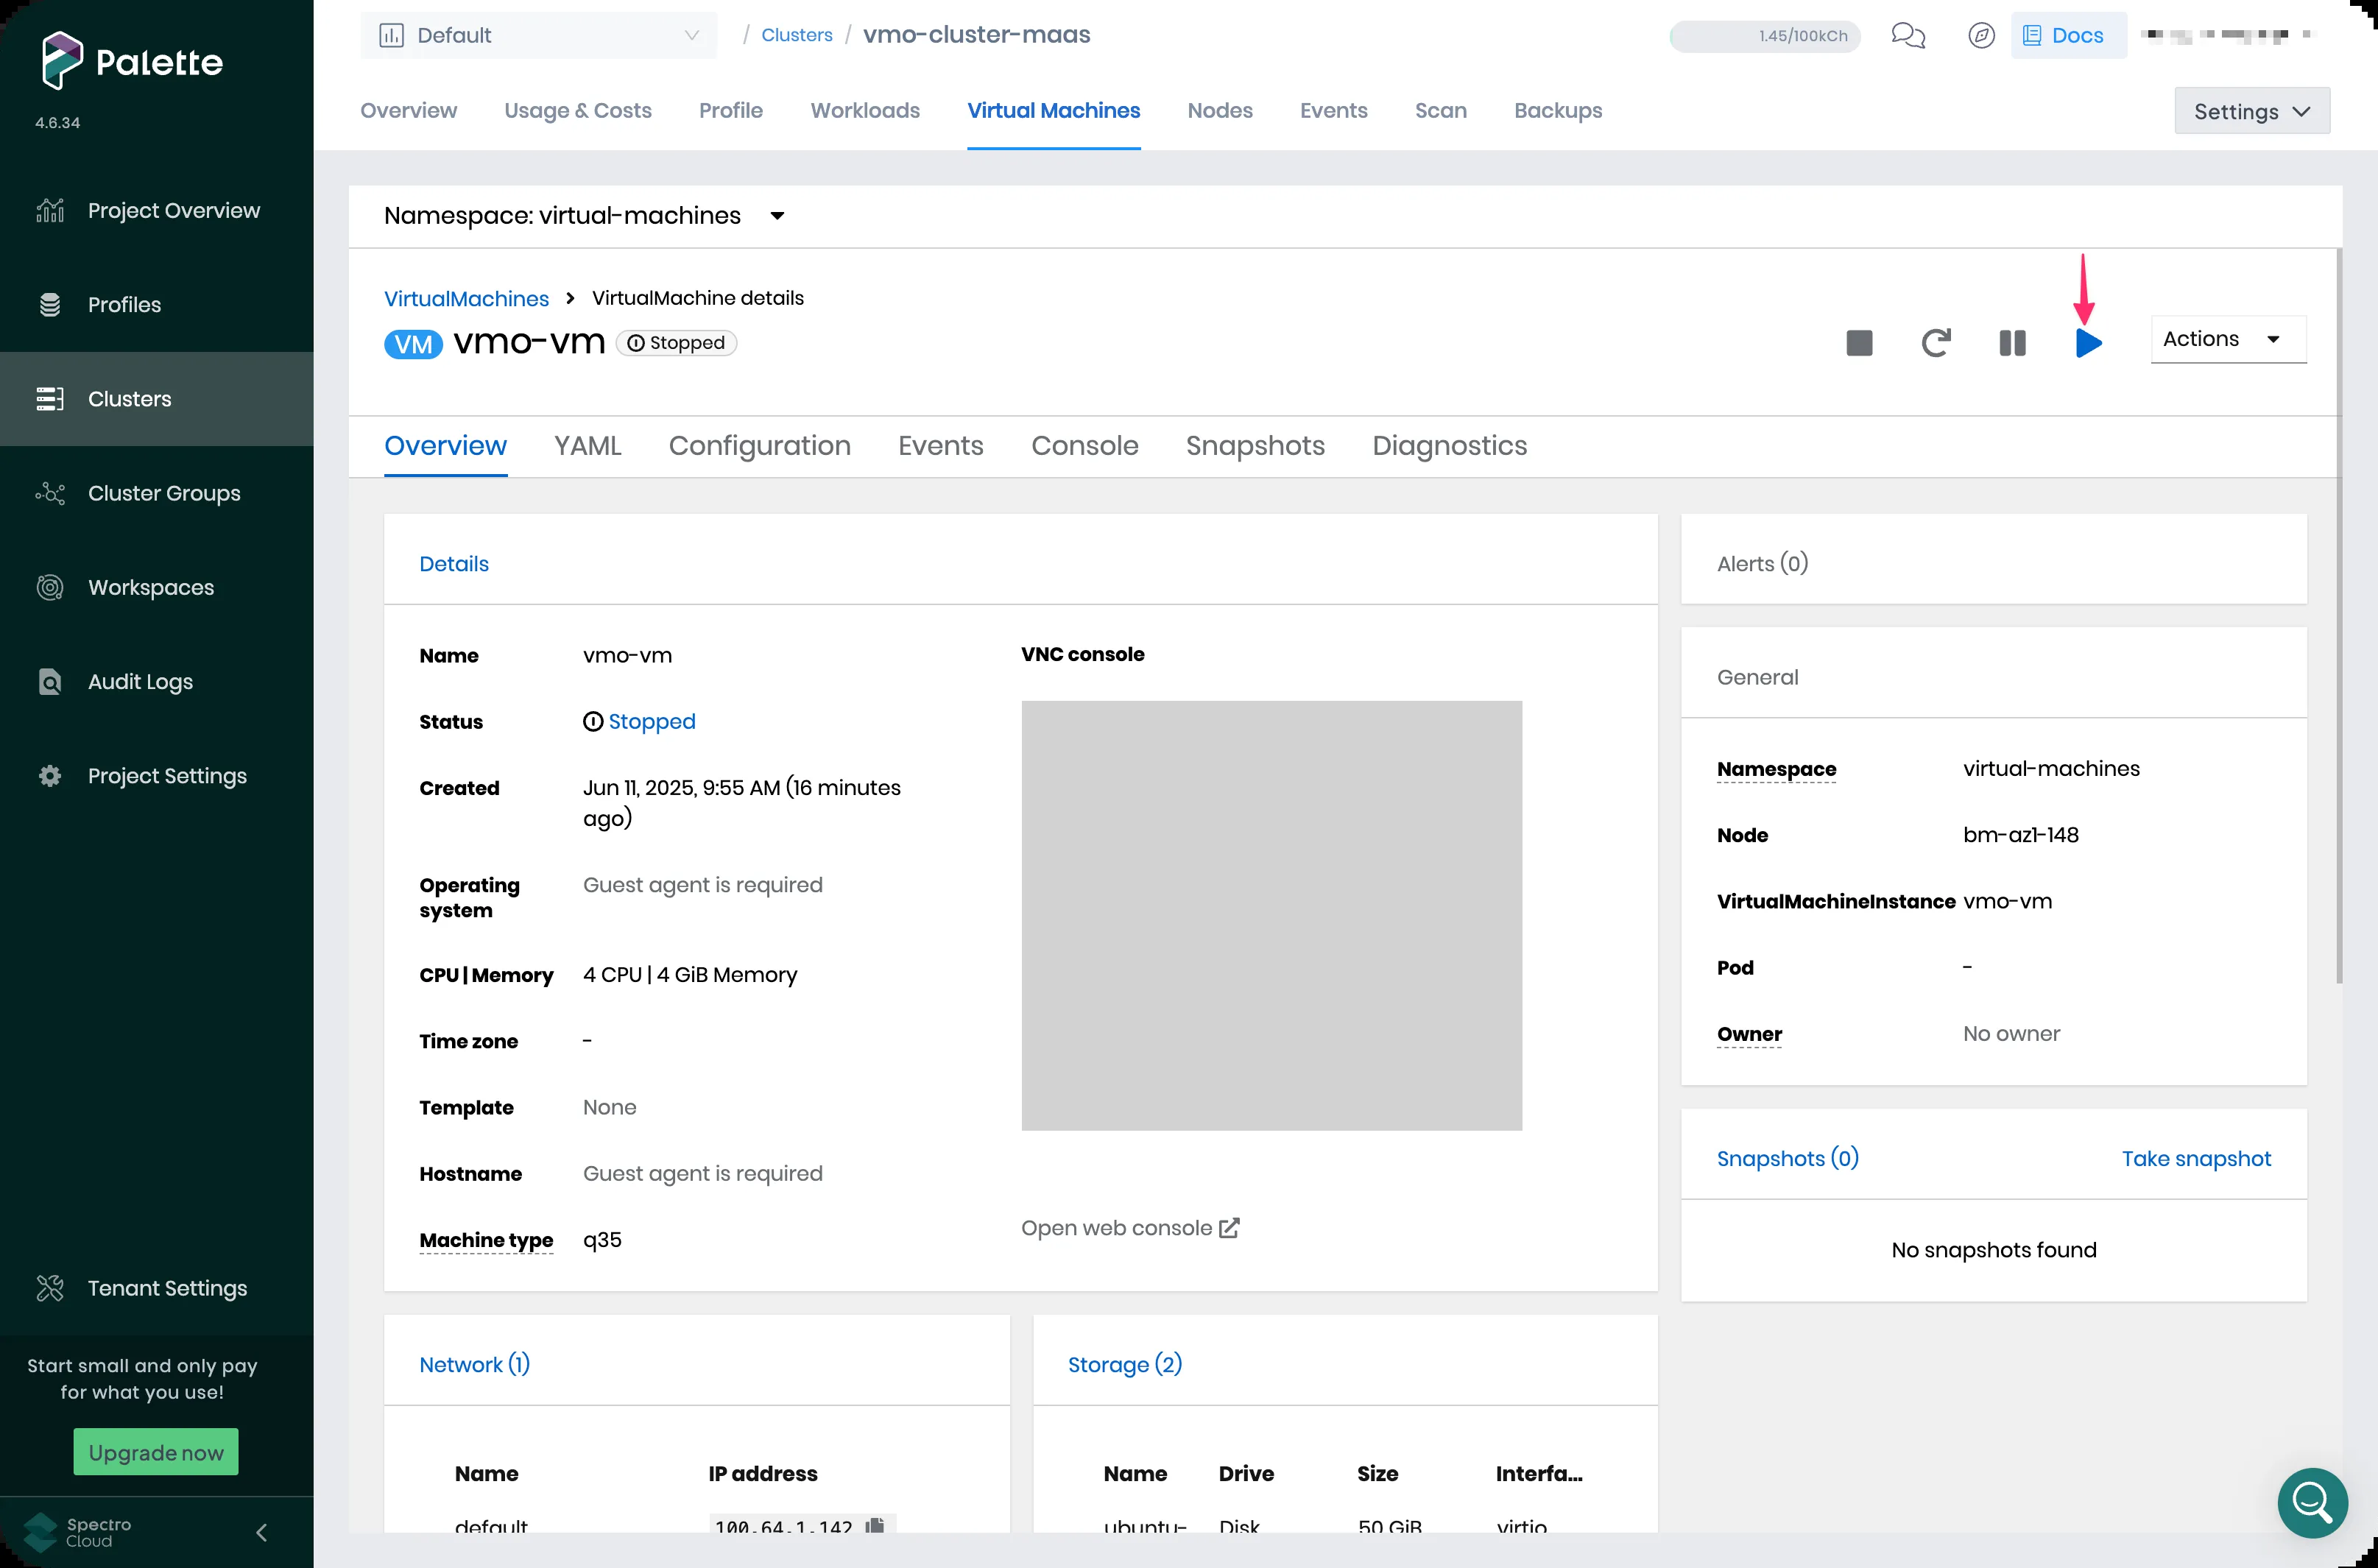 Palette
4.6.34
Project Overview
Profiles
Clusters
Cluster Groups
Workspaces
Audit Logs
Project Settings
Tenant Settings
Start small and only pay
for what you use!
Upgrade now
Spectro
Cloud
Default / Clusters / vmo-cluster-maas
1.45/100kCh
Docs
Overview Usage & Costs Profile Workloads Virtual Machines Nodes Events Scan Backups
Settings
Namespace: virtual-machines
VirtualMachines > VirtualMachine details
VM vmo-vm Stopped
Actions
Overview YAML Configuration Events Console Snapshots Diagnostics
Details
Name vmo-vm
Status Stopped
Created Jun 11, 2025, 9:55 AM (16 minutes
ago)
Operating
system Guest agent is required
CPU | Memory 4 CPU | 4 GiB Memory
Time zone -
Template None
Hostname Guest agent is required
Machine type q35
VNC console
Open web console
Alerts (0)
General
Namespace virtual-machines
Node bm-az1-148
VirtualMachineInstance vmo-vm
Pod -
Owner No owner
Snapshots (0) Take snapshot
No snapshots found
Network (1)
Name IP address
default 100.64.1.142
Storage (2)
Name Drive Size Interfa...
ubuntu- Disk 50 GiB virtio